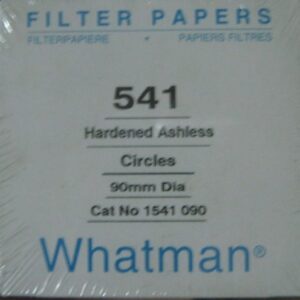 FILTER PAPERS
FILTERPAPIERE • PAPIERS FILTRES
541
Hardened Ashless
Circles
90mm Dia
Cat No 1541 090
Whatman®